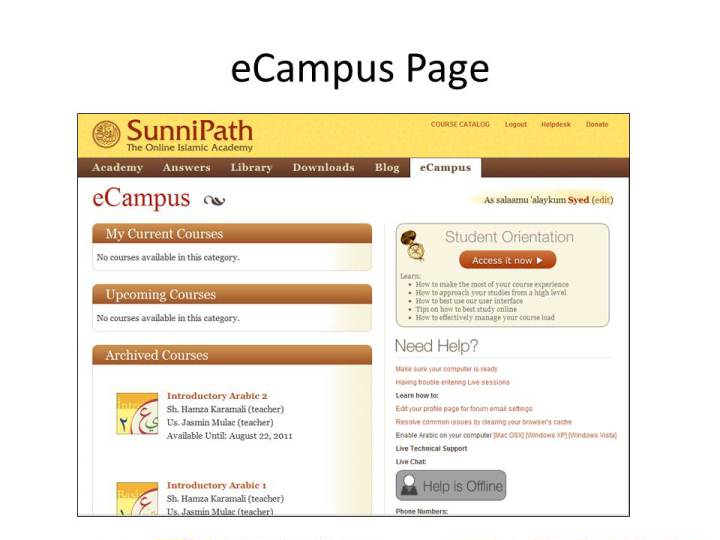 eCampus Page
SunniPath
The Online Islamic Academy
COURSE CATALOG Logout Helpdesk Donate
Academy Answers Library Downloads Blog eCampus
eCampus
As salaamu 'alaykum Syed (edit)
My Current Courses
No courses available in this category.
Upcoming Courses
No courses available in this category.
Archived Courses
Introductory Arabic 2
Sh. Hamza Karamali (teacher)
Us. Jasmin Mulac (teacher)
Available Until: August 22, 2011
Introductory Arabic 1
Sh. Hamza Karamali (teacher)
Us. Jasmin Mulac (teacher)
Student Orientation
Access it now
Learn:
How to make the most of your course experience
How to approach your studies from a high level
How to best use our user interface
Tips on how to best study online
How to effectively manage your course load
Need Help?
Make sure your computer is ready
Having trouble entering Live sessions
Learn how to:
Edit your profile page for forum email settings
Resolve common issues by clearing your browser's cache
Enable Arabic on your computer [Mac OSX] [Windows XP] [Windows Vista]
Live Technical Support
Live Chat:
Help is Offline
Phone Numbers: